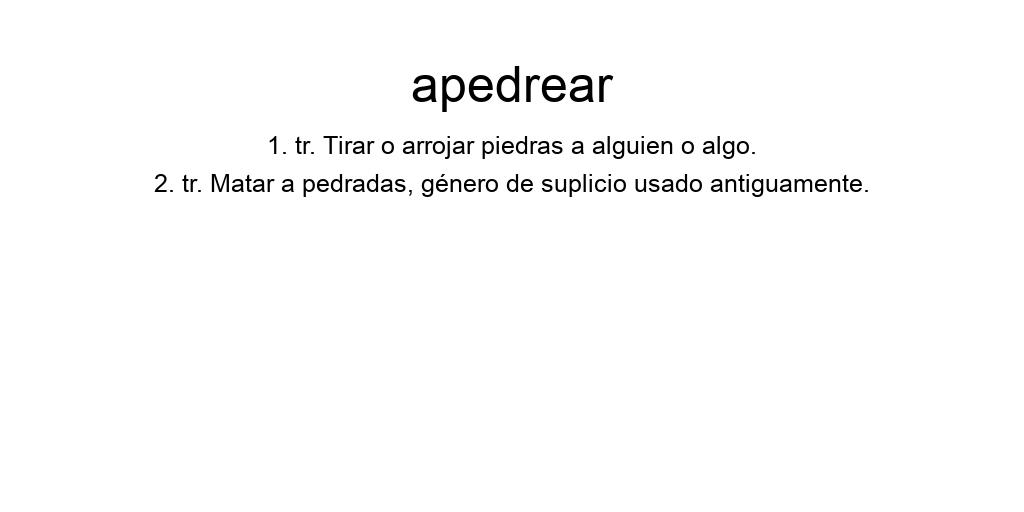 apedrear
1. tr. Tirar o arrojar piedras a alguien o algo.
2. tr. Matar a pedradas, género de suplicio usado antiguamente.